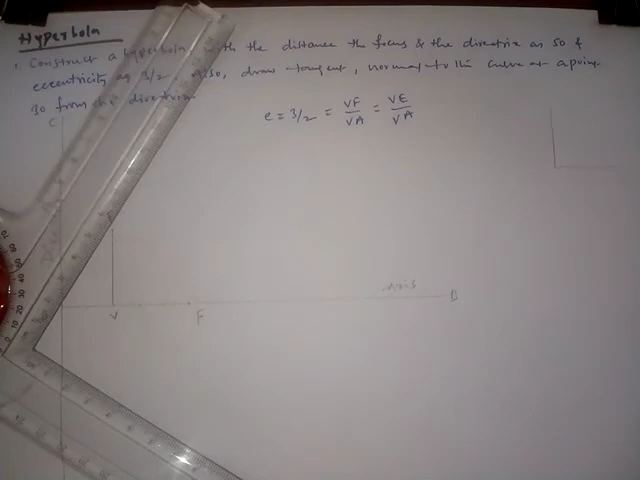 Hyperbola
1. Construct a hyperbola, with the distance the focus & the directrix as 50 &
eccentricity as 3/2. Also, draw tangent, normal to the curve at a point
30 from the directrix
e = 3/2 = VF/VA = VE/VA
C
axis
B
V
F